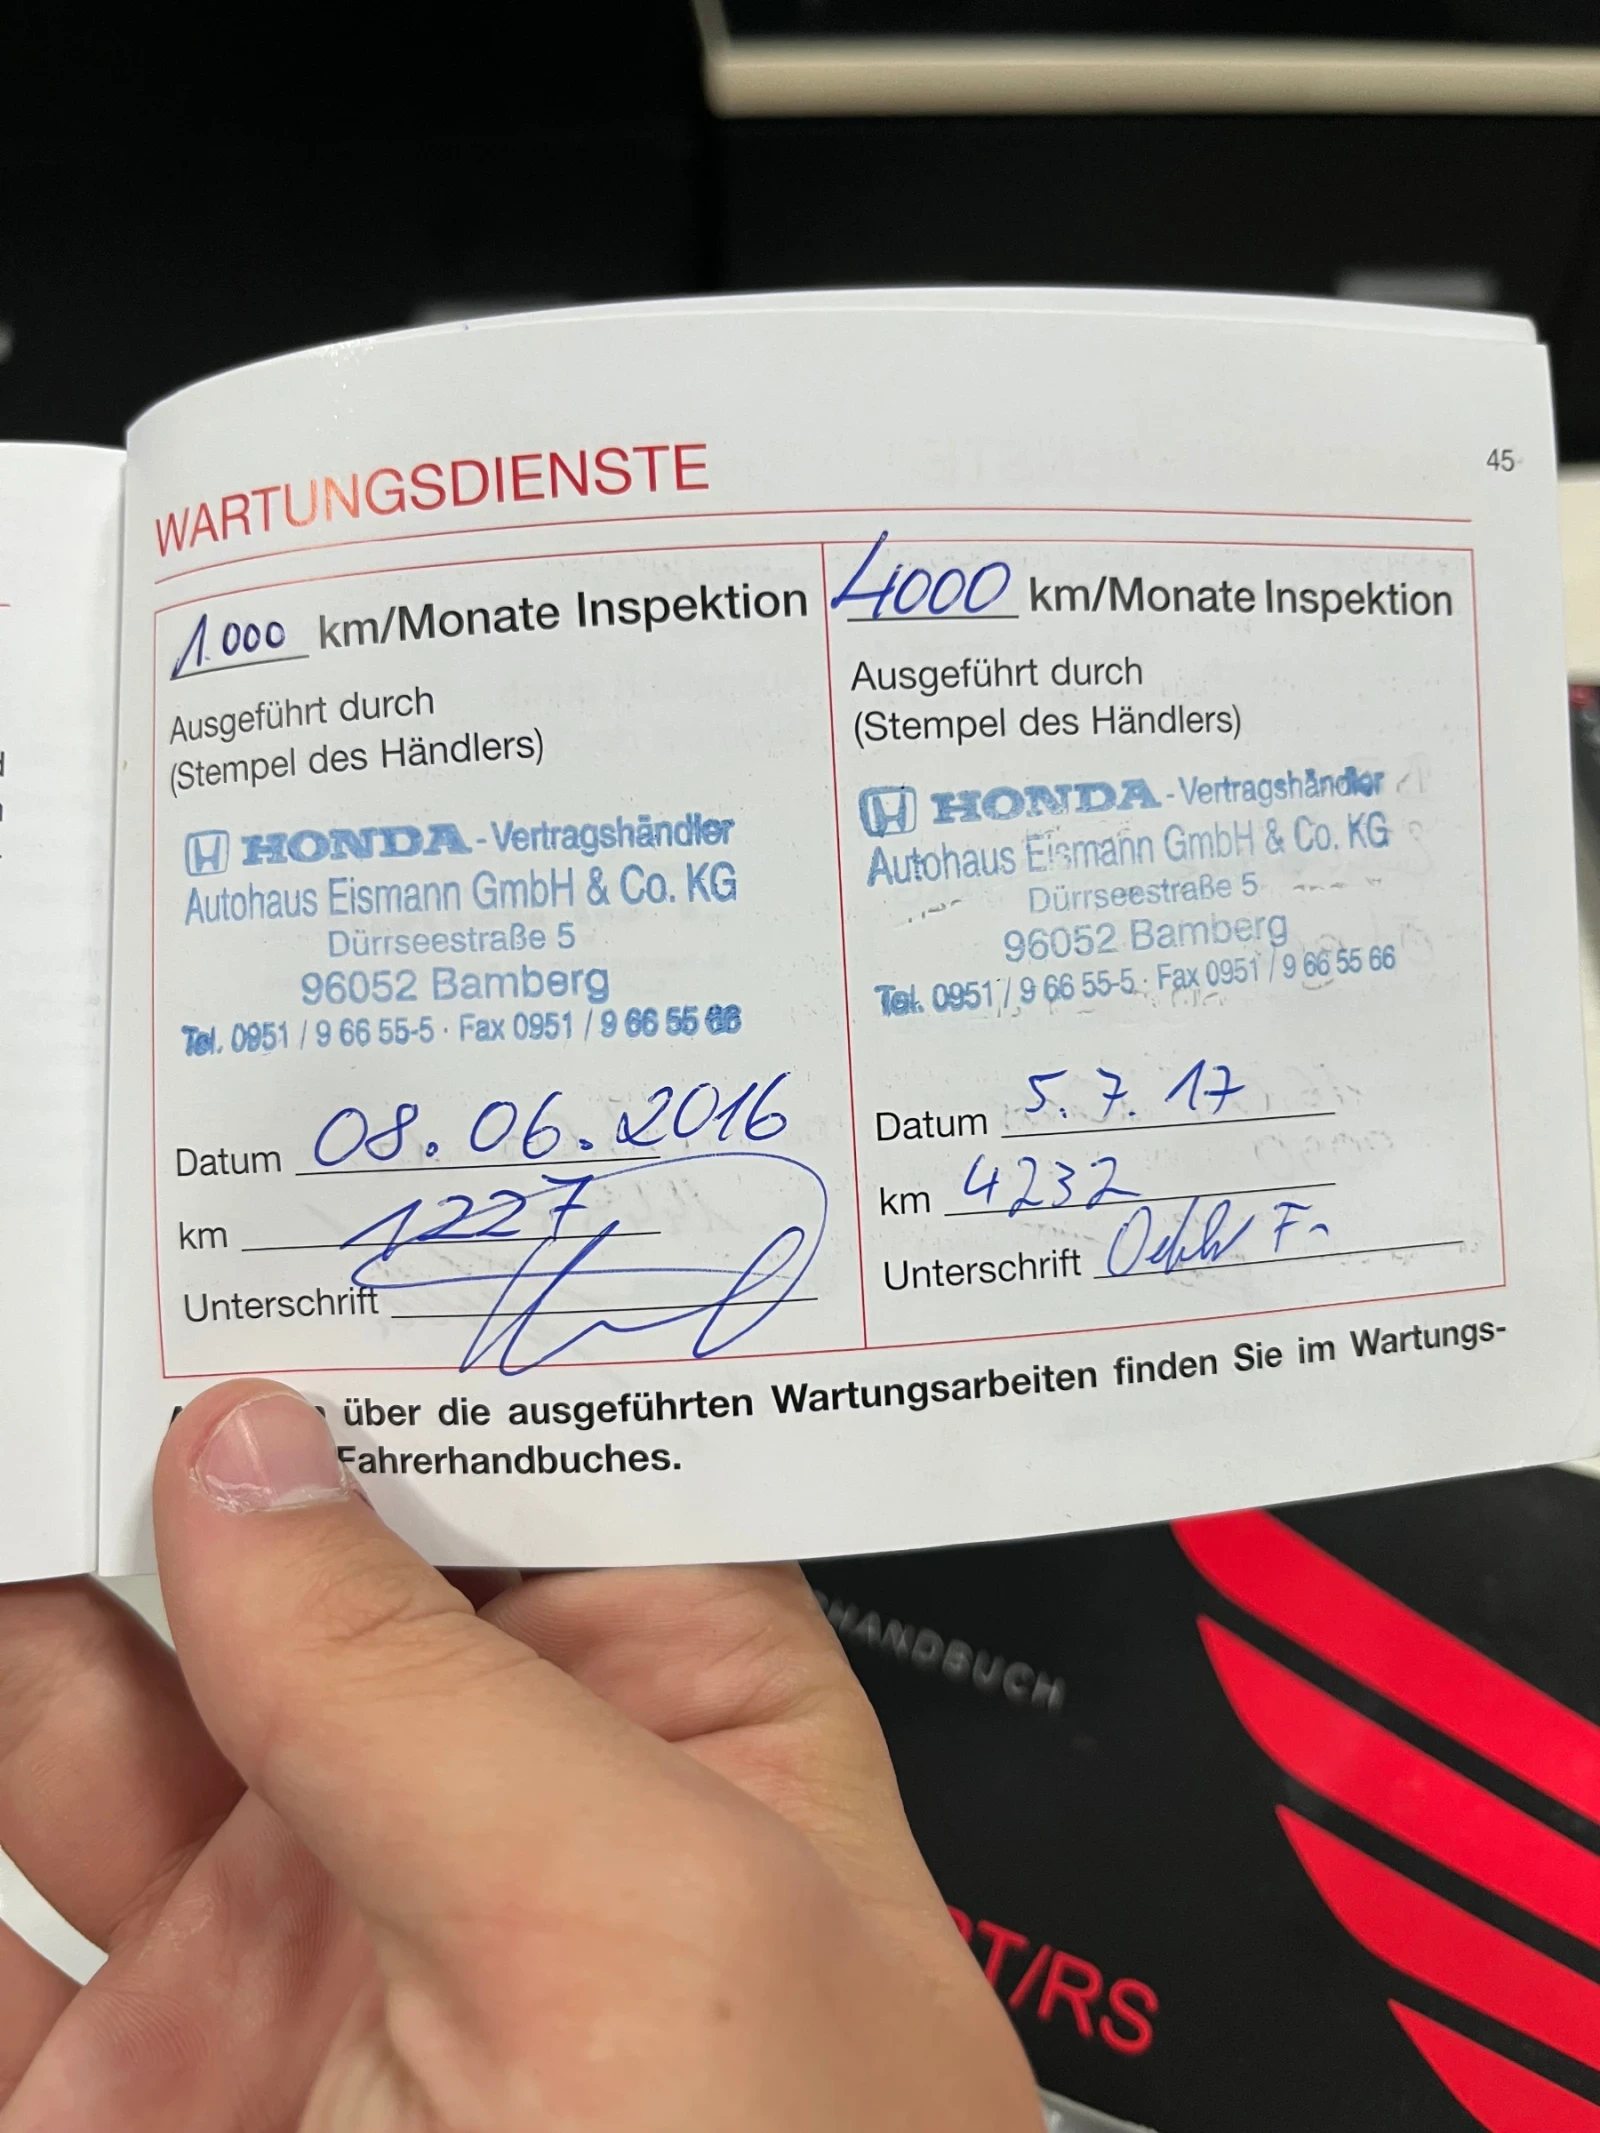 WARTUNGSDIENSTE
45
1.000 km/Monate Inspektion
Ausgeführt durch
(Stempel des Händlers)
HONDA - Vertragshändler
Autohaus Eismann GmbH & Co. KG
Dürrseestraße 5
96052 Bamberg
Tel. 0951 / 9 66 55-5 · Fax 0951 / 9 66 55 66
Datum 08.06.2016
km 1227
Unterschrift
4000 km/Monate Inspektion
Ausgeführt durch
(Stempel des Händlers)
HONDA - Vertragshändler
Autohaus Eismann GmbH & Co. KG
Dürrseestraße 5
96052 Bamberg
Tel. 0951 / 9 66 55-5 · Fax 0951 / 9 66 55 66
Datum 5.7.17
km 4232
Unterschrift
über die ausgeführten Wartungsarbeiten finden Sie im Wartungs-
Fahrerhandbuches.
HANDBUCH
T/RS